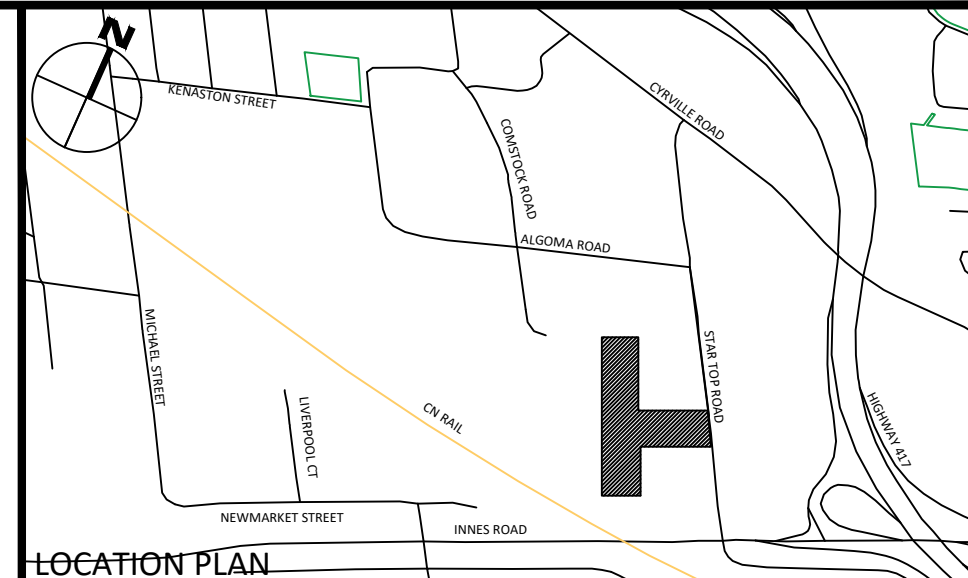 N
KENASTON STREET
CYRVILLE ROAD
COMSTOCK ROAD
ALGOMA ROAD
MICHAEL STREET
STAR TOP ROAD
LIVERPOOL CT
CN RAIL
HIGHWAY 417
NEWMARKET STREET
INNES ROAD
LOCATION PLAN